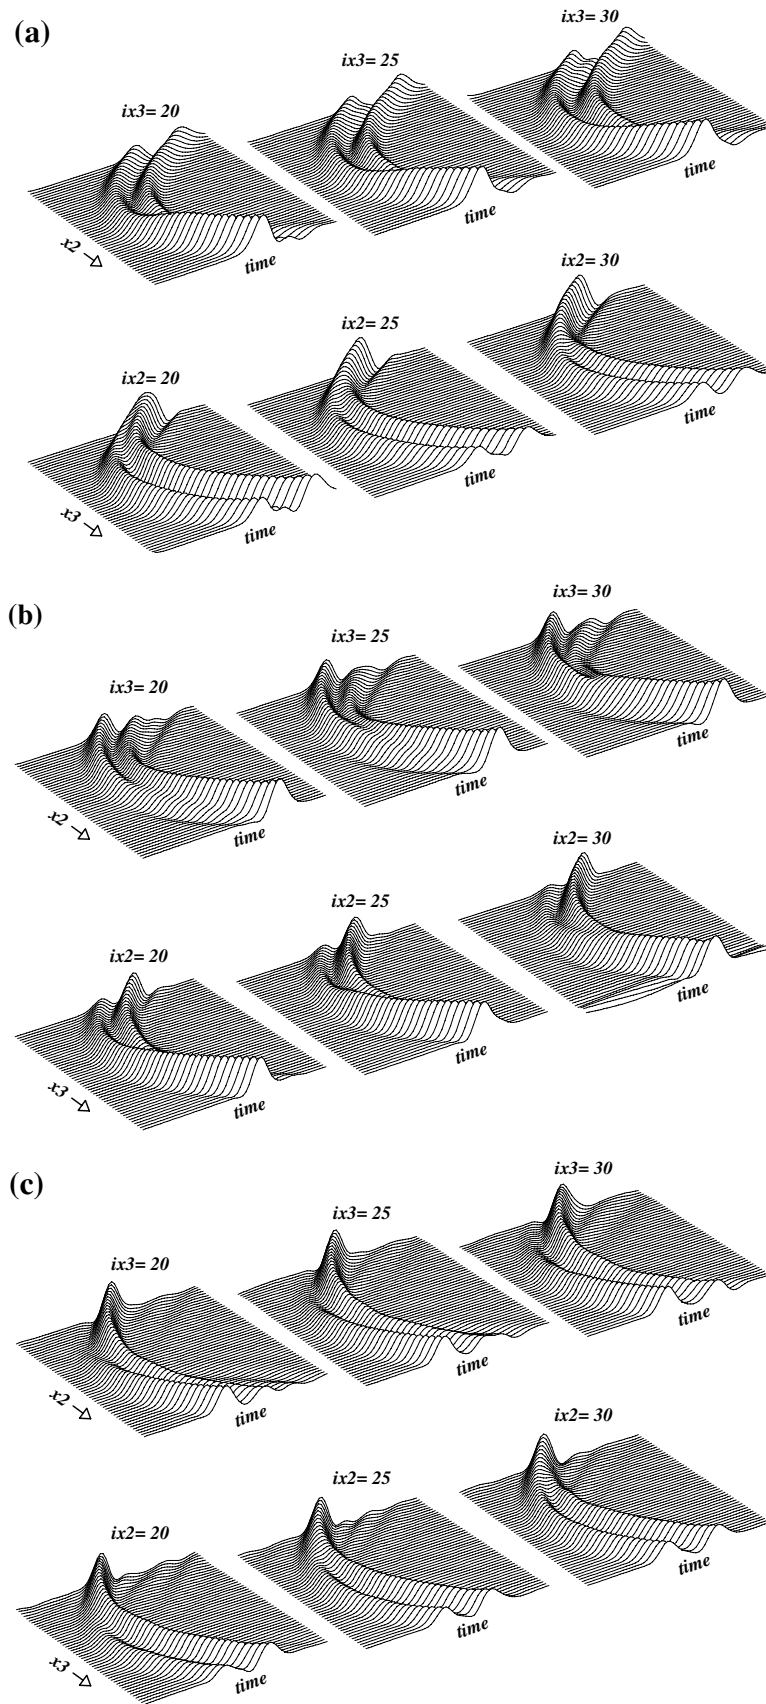 (a)
ix3= 20
ix3= 25
ix3= 30
x2
time
time
time
ix2= 20
ix2= 25
ix2= 30
x3
time
time
time
(b)
ix3= 20
ix3= 25
ix3= 30
x2
time
time
time
ix2= 20
ix2= 25
ix2= 30
x3
time
time
time
(c)
ix3= 20
ix3= 25
ix3= 30
x2
time
time
time
ix2= 20
ix2= 25
ix2= 30
x3
time
time
time